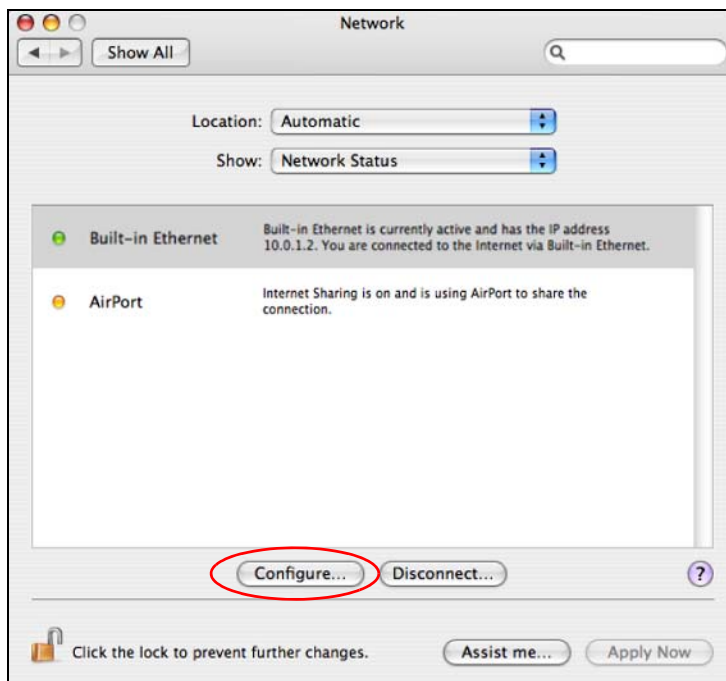 Network
Show All
Location: Automatic
Show: Network Status
Built-in Ethernet
Built-in Ethernet is currently active and has the IP address
10.0.1.2. You are connected to the Internet via Built-in Ethernet.
AirPort
Internet Sharing is on and is using AirPort to share the
connection.
Configure... Disconnect... ?
Click the lock to prevent further changes. Assist me... Apply Now